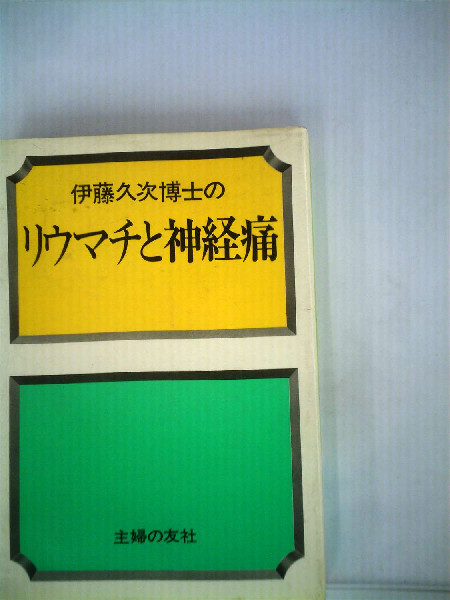 伊藤久次博士の
リウマチと神経痛
主婦の友社